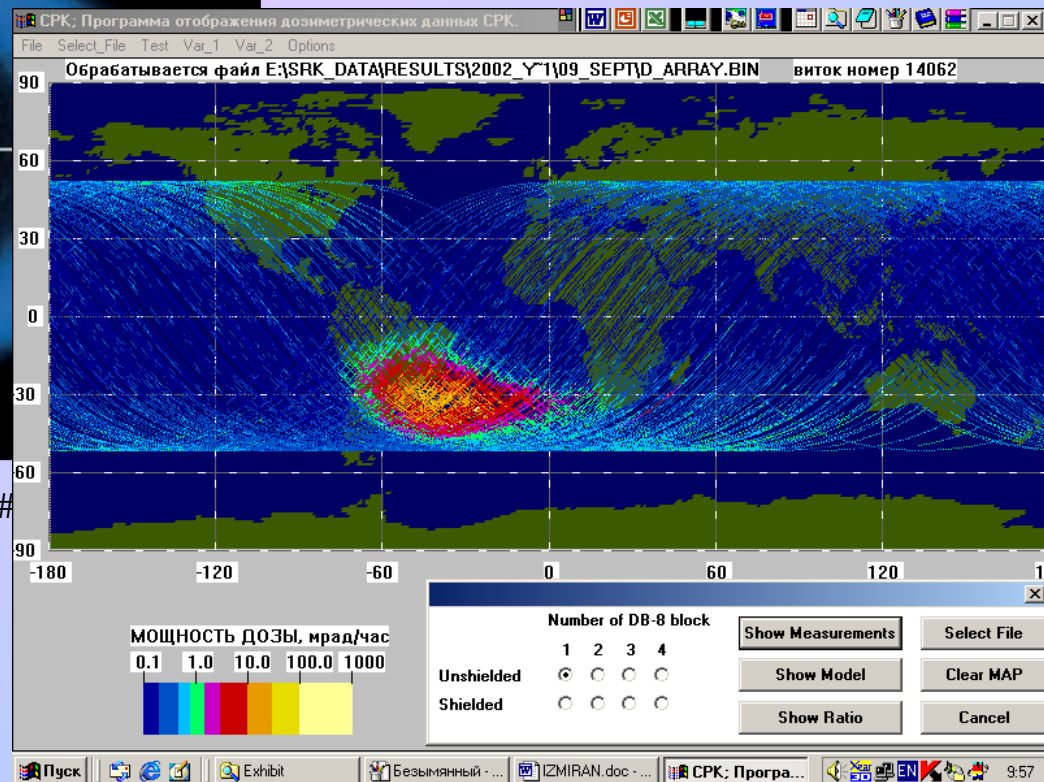 СРК; Программа отображения дозиметрических данных СРК.
File Select_File Test Var_1 Var_2 Options
Обрабатывается файл E:\SRK_DATA\RESULTS\2002_Y~1\09_SEPT\D_ARRAY.BIN виток номер 14062
90
60
30
0
-30
-60
#
-90
-180 -120 -60 0 60 120 1
МОЩНОСТЬ ДОЗЫ, мрад/час
0.1 1.0 10.0 100.0 1000
Number of DB-8 block
1 2 3 4
Unshielded
Shielded
Show Measurements Select File
Show Model Clear MAP
Show Ratio Cancel
Пуск Exhibit Безымянный - ... IZMIRAN.doc - ... СРК; Програ... EN 9:57